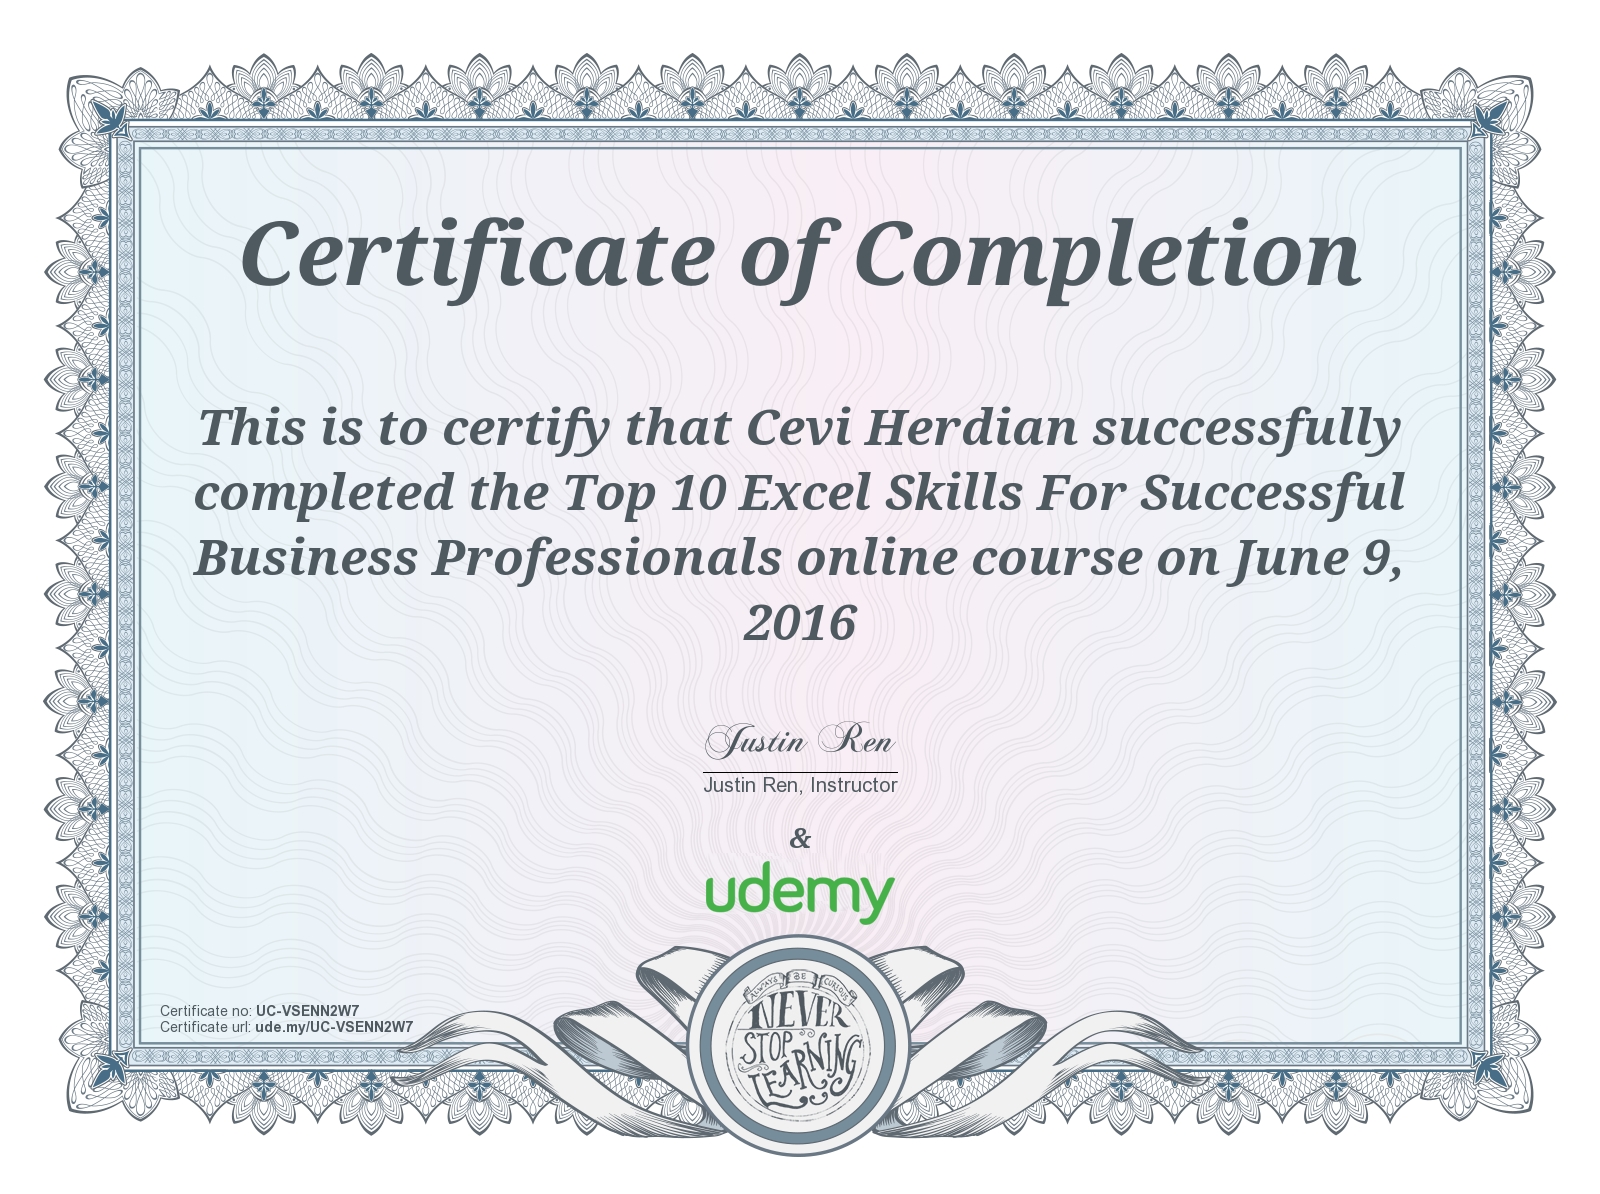 Certificate of Completion
This is to certify that Cevi Herdian successfully
completed the Top 10 Excel Skills For Successful
Business Professionals online course on June 9,
2016
Justin Ren
Justin Ren, Instructor
&
udemy
ALWAYS BE CURIOUS
NEVER
STOP
LEARNING
Certificate no: UC-VSENN2W7
Certificate url: ude.my/UC-VSENN2W7